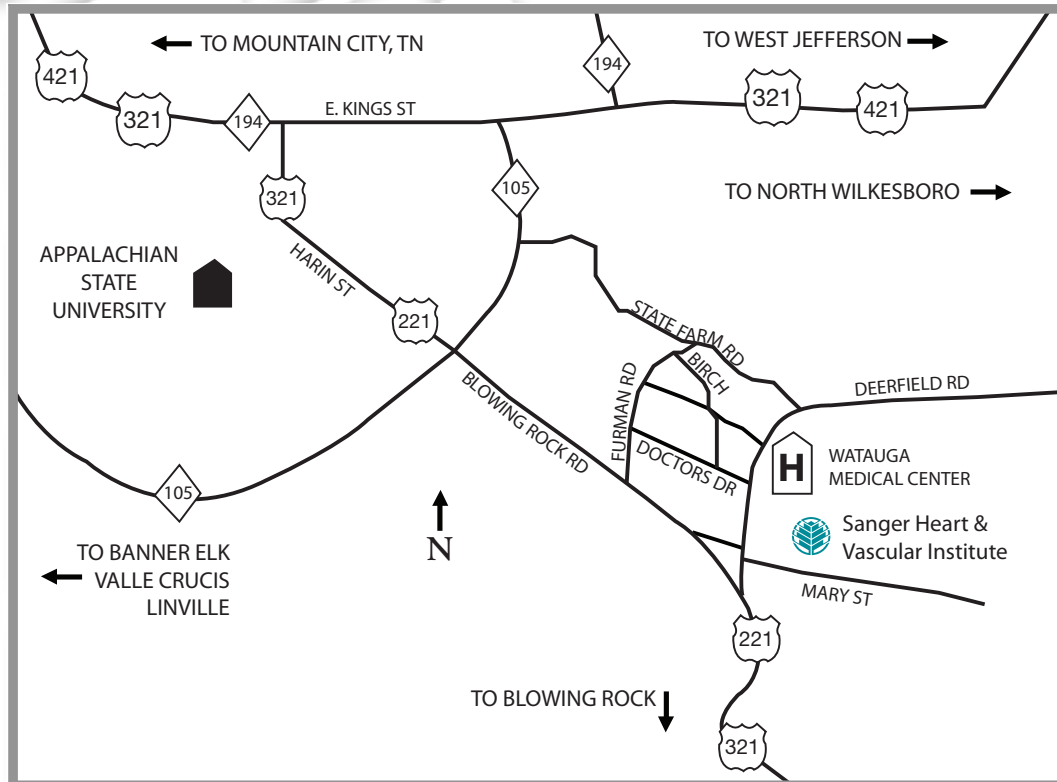 TO MOUNTAIN CITY, TN
TO WEST JEFFERSON
421
321
194
E. KINGS ST
194
321
421
321
105
TO NORTH WILKESBORO
APPALACHIAN
STATE
UNIVERSITY
HARIN ST
221
STATE FARM RD
BIRCH
FURMAN RD
DEERFIELD RD
BLOWING ROCK RD
DOCTORS DR
H
WATAUGA
MEDICAL CENTER
105
N
Sanger Heart &
Vascular Institute
TO BANNER ELK
VALLE CRUCIS
LINVILLE
MARY ST
221
TO BLOWING ROCK
321